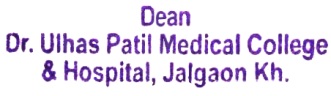 Dean
Dr. Ulhas Patil Medical College
& Hospital, Jalgaon Kh.